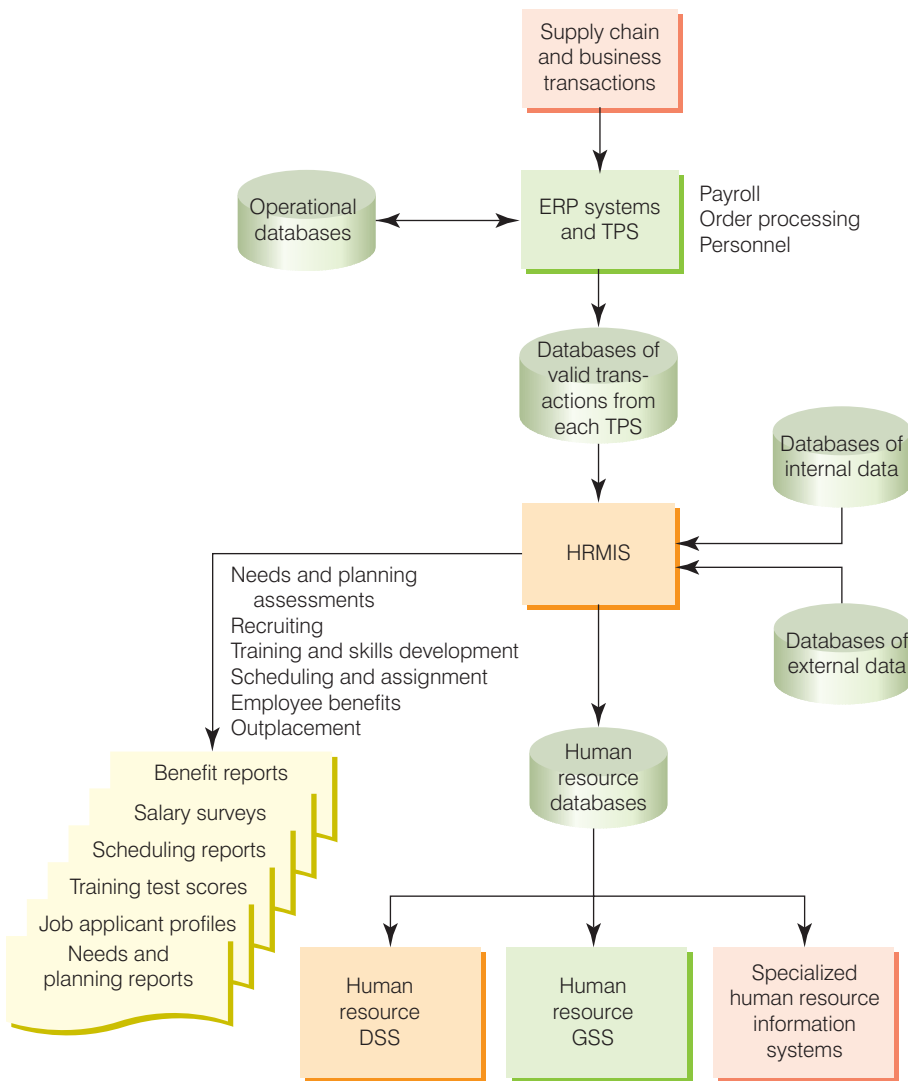 Supply chain
and business
transactions
Operational
databases
ERP systems
and TPS
Payroll
Order processing
Personnel
Databases of
valid trans-
actions from
each TPS
Databases of
internal data
HRMIS
Databases of
external data
Needs and planning
assessments
Recruiting
Training and skills development
Scheduling and assignment
Employee benefits
Outplacement
Human
resource
databases
Benefit reports
Salary surveys
Scheduling reports
Training test scores
Job applicant profiles
Needs and
planning reports
Human
resource
DSS
Human
resource
GSS
Specialized
human resource
information
systems